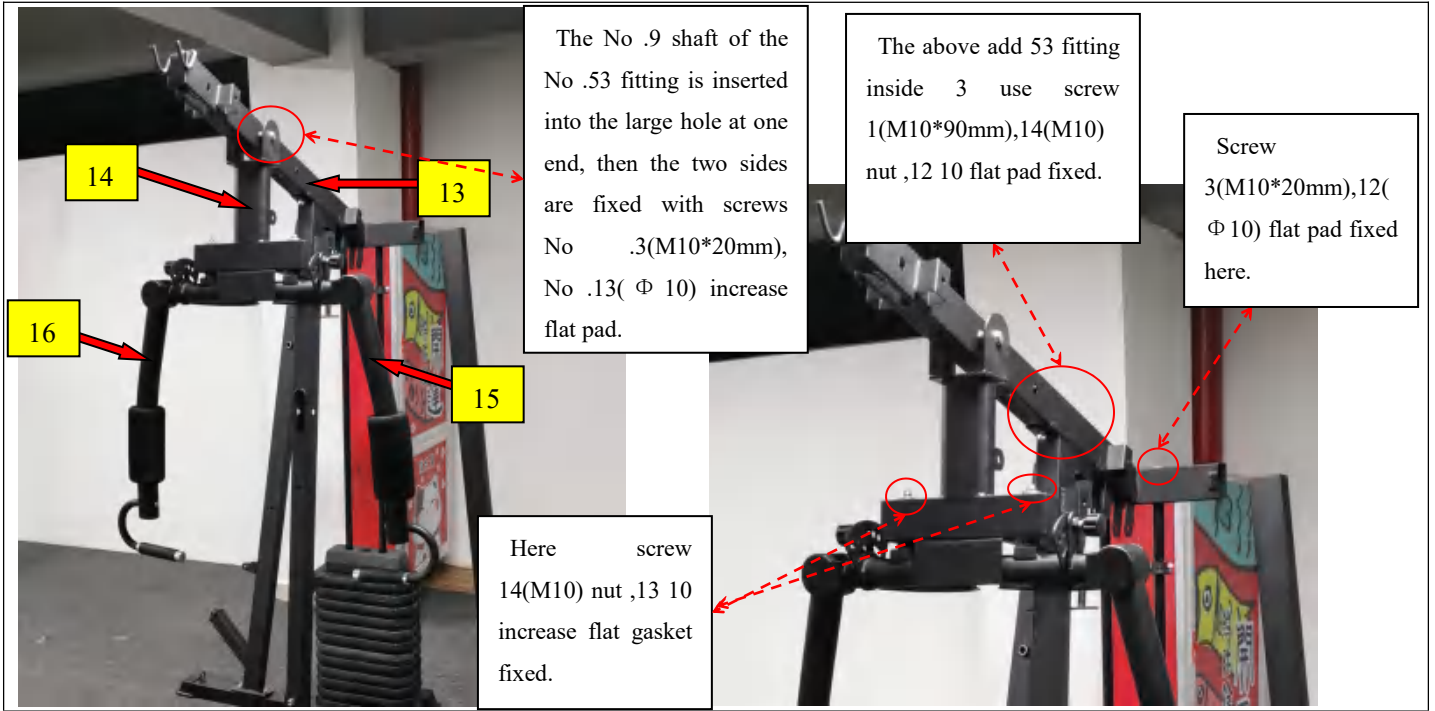 The No .9 shaft of the
No .53 fitting is inserted
into the large hole at one
end, then the two sides
are fixed with screws
No .3(M10*20mm),
No .13( Φ 10) increase
flat pad.
The above add 53 fitting
inside 3 use screw
1(M10*90mm),14(M10)
nut ,12 10 flat pad fixed.
Screw
3(M10*20mm),12(
Φ 10) flat pad fixed
here.
14
13
16
15
Here screw
14(M10) nut ,13 10
increase flat gasket
fixed.